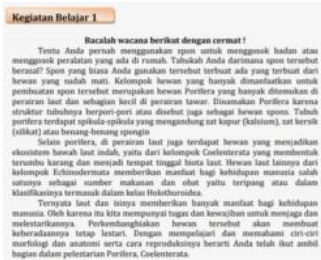 Kegiatan Belajar 1
Bacalah wacana berikut dengan cermat !
Tentu Anda pernah menggunakan spon untuk menggosok badan atau
menggosok peralatan yang ada di rumah. Tahukah Anda darimana spon tersebut
berasal? Spon yang biasa Anda gunakan tersebut terbuat ada yang terbuat dari
hewan yang sudah mati. Kelompok hewan yang banyak dimanfaatkan untuk
pembuatan spon tersebut merupakan hewan Porifera yang banyak ditemukan di
perairan laut dan sebagian kecil di perairan tawar. Dinamakan Porifera karena
struktur tubuhnya berpori-pori atau disebut juga sebagai hewan spons. Tubuh
porifera terdapat spikula-spikula yang mengandung zat kapur (kalsium), zat kersik
(silikat) atau benang-benang spongin
Selain porifera, di perairan laut juga terdapat hewan yang menjadikan
ekosistem bawah laut indah, yaitu dari kelompok Coelenterata yang membentuk
terumbu karang dan menjadi tempat tinggal biota laut. Hewan laut lainnya dari
kelompok Echinodermata memberikan manfaat bagi kehidupan manusia salah
satunya sebagai sumber makanan dan obat yaitu teripang atau dalam
klasifikasinya termasuk dalam kelas Holothuroidea.
Ternyata laut dan isinya memberikan banyak manfaat bagi kehidupan
manusia. Oleh karena itu kita mempunyai tugas dan kewajiban untuk menjaga dan
melestarikannya. Perkembangbiakan hewan tersebut akan membuat
keberadaannya tetap lestari. Dengan mempelajari dan memahami ciri-ciri
morfologi dan anatomi serta cara reproduksinya berarti Anda telah ikut ambil
bagian dalam pelestarian Porifera, Coelenterata.